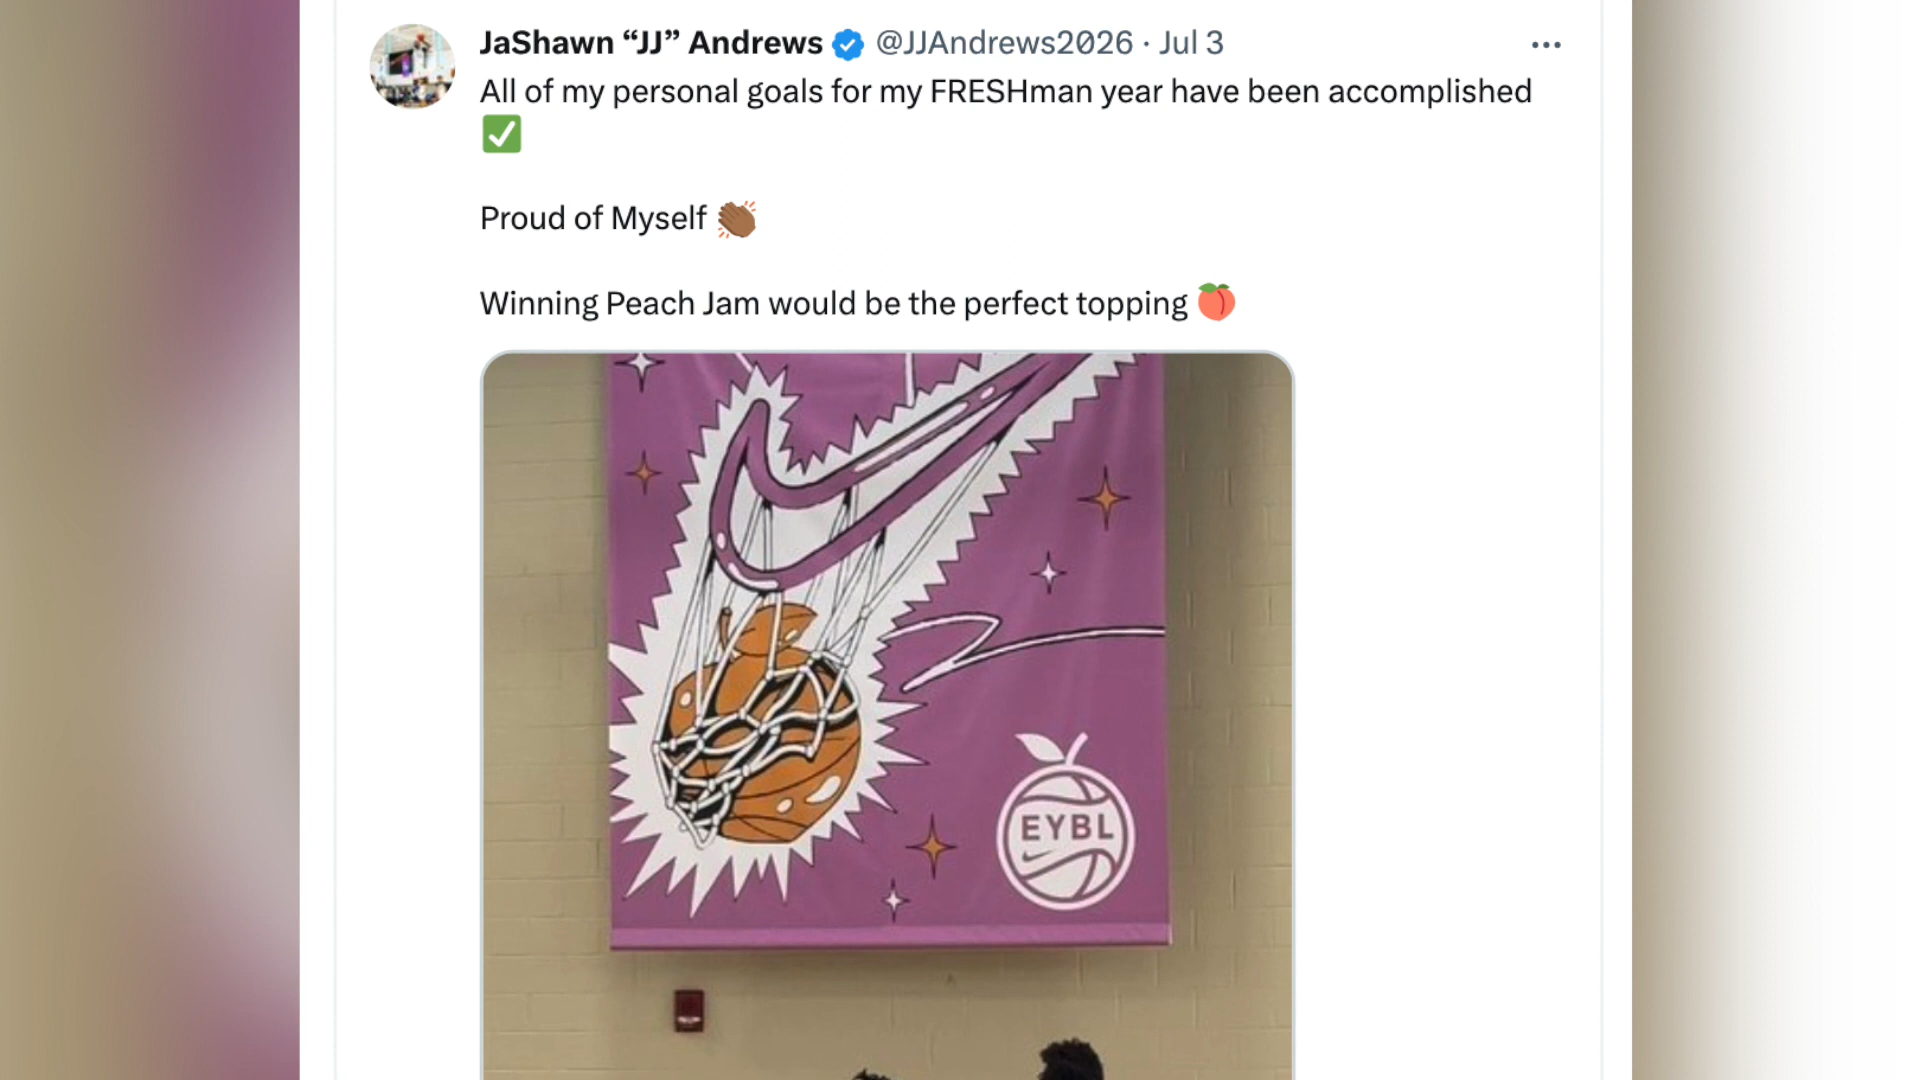 JaShawn “JJ” Andrews @JJAndrews2026 · Jul 3
All of my personal goals for my FRESHman year have been accomplished
✅
Proud of Myself 👏🏾
Winning Peach Jam would be the perfect topping 🍑
EYBL